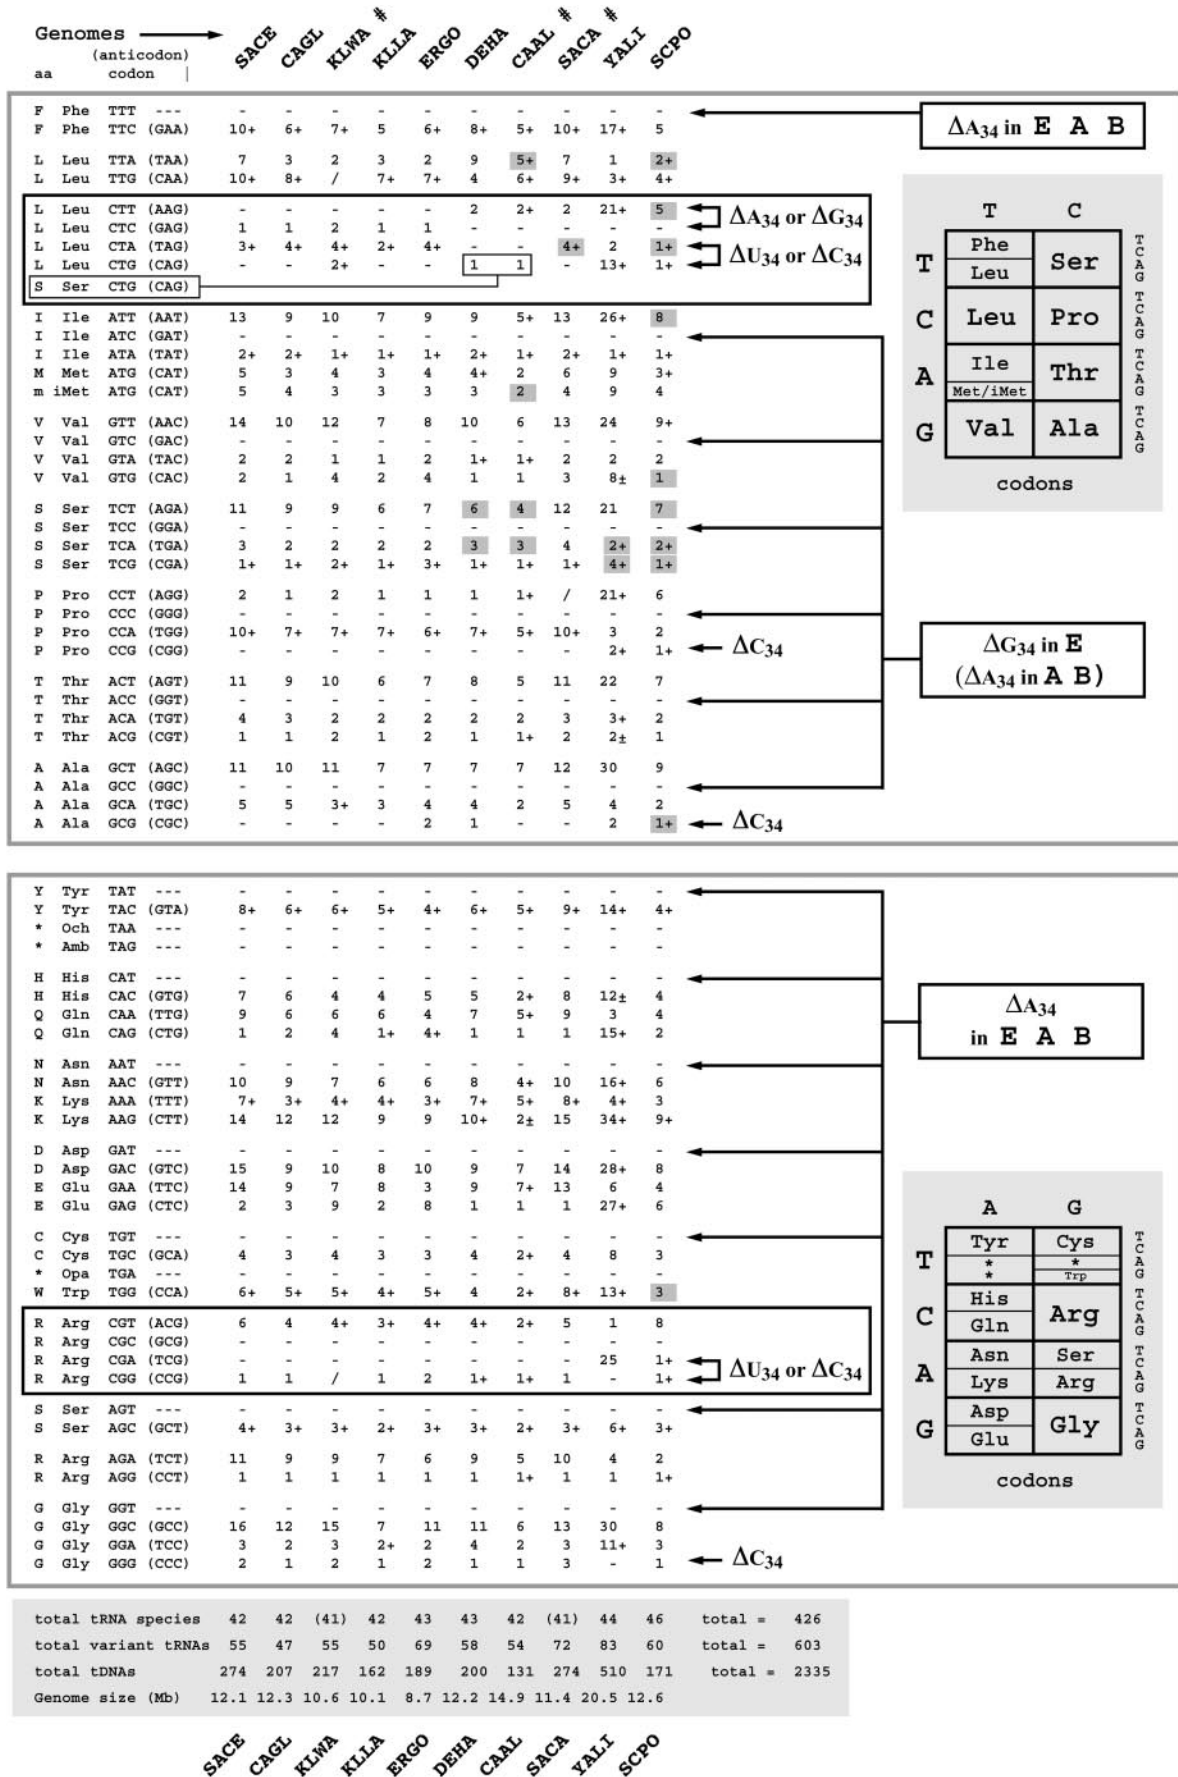 Genomes SACE CAGL KLWA # KLLA ERGO DEHA CAAL # SACA # YALI SCPO
(anticodon)
aa codon |
F Phe TTT --- - - - - - - - - - -
F Phe TTC (GAA) 10+ 6+ 7+ 5 6+ 8+ 5+ 10+ 17+ 5
ΔA34 in E A B
L Leu TTA (TAA) 7 3 2 3 2 9 5+ 7 1 2+
L Leu TTG (CAA) 10+ 8+ / 7+ 7+ 4 6+ 9+ 3+ 4+
L Leu CTT (AAG) - - - - - 2 2+ 2 21+ 5
L Leu CTC (GAG) 1 1 2 1 1 - - - - -
ΔA34 or ΔG34
L Leu CTA (TAG) 3+ 4+ 4+ 2+ 4+ - - 4+ 2 1+
L Leu CTG (CAG) - - 2+ - - 1 1 - 13+ 1+
ΔU34 or ΔC34
S Ser CTG (CAG)
I Ile ATT (AAT) 13 9 10 7 9 9 5+ 13 26+ 8
I Ile ATC (GAT) - - - - - - - - - -
I Ile ATA (TAT) 2+ 2+ 1+ 1+ 1+ 2+ 1+ 2+ 1+ 1+
M Met ATG (CAT) 5 3 4 3 4 4+ 2 6 9 3+
m iMet ATG (CAT) 5 4 3 3 3 3 2 4 9 4
V Val GTT (AAC) 14 10 12 7 8 10 6 13 24 9+
V Val GTC (GAC) - - - - - - - - - -
V Val GTA (TAC) 2 2 1 1 2 1+ 1+ 2 2 2
V Val GTG (CAC) 2 1 4 2 4 1 1 3 8± 1
S Ser TCT (AGA) 11 9 9 6 7 6 4 12 21 7
S Ser TCC (GGA) - - - - - - - - - -
S Ser TCA (TGA) 3 2 2 2 2 3 3 4 2+ 2+
S Ser TCG (CGA) 1+ 1+ 2+ 1+ 3+ 1+ 1+ 1+ 4+ 1+
P Pro CCT (AGG) 2 1 2 1 1 1 1+ / 21+ 6
P Pro CCC (GGG) - - - - - - - - - -
P Pro CCA (TGG) 10+ 7+ 7+ 7+ 6+ 7+ 5+ 10+ 3 2
P Pro CCG (CGG) - - - - - - - - 2+ 1+
ΔC34
ΔG34 in E
(ΔA34 in A B)
T Thr ACT (AGT) 11 9 10 6 7 8 5 11 22 7
T Thr ACC (GGT) - - - - - - - - - -
T Thr ACA (TGT) 4 3 2 2 2 2 2 3 3+ 2
T Thr ACG (CGT) 1 1 2 1 2 1 1+ 2 2± 1
A Ala GCT (AGC) 11 10 11 7 7 7 7 12 30 9
A Ala GCC (GGC) - - - - - - - - - -
A Ala GCA (TGC) 5 5 3+ 3 4 4 2 5 4 2
A Ala GCG (CGC) - - - - 2 1 - - 2 1+
ΔC34
T C
T Phe Leu Ser T C A G
C Leu Pro T C A G
A Ile Met/iMet Thr T C A G
G Val Ala T C A G
codons
Y Tyr TAT --- - - - - - - - - - -
Y Tyr TAC (GTA) 8+ 6+ 6+ 5+ 4+ 6+ 5+ 9+ 14+ 4+
* Och TAA --- - - - - - - - - - -
* Amb TAG --- - - - - - - - - - -
H His CAT --- - - - - - - - - - -
H His CAC (GTG) 7 6 4 4 5 5 2+ 8 12± 4
Q Gln CAA (TTG) 9 6 6 6 4 7 5+ 9 3 4
Q Gln CAG (CTG) 1 2 4 1+ 4+ 1 1 1 15+ 2
ΔA34
in E A B
N Asn AAT --- - - - - - - - - - -
N Asn AAC (GTT) 10 9 7 6 6 8 4+ 10 16+ 6
K Lys AAA (TTT) 7+ 3+ 4+ 4+ 3+ 7+ 5+ 8+ 4+ 3
K Lys AAG (CTT) 14 12 12 9 9 10+ 2± 15 34+ 9+
D Asp GAT --- - - - - - - - - - -
D Asp GAC (GTC) 15 9 10 8 10 9 7 14 28+ 8
E Glu GAA (TTC) 14 9 7 8 3 9 7+ 13 6 4
E Glu GAG (CTC) 2 3 9 2 8 1 1 1 27+ 6
C Cys TGT --- - - - - - - - - - -
C Cys TGC (GCA) 4 3 4 3 3 4 2+ 4 8 3
* Opa TGA --- - - - - - - - - - -
W Trp TGG (CCA) 6+ 5+ 5+ 4+ 5+ 4 2+ 8+ 13+ 3
R Arg CGT (ACG) 6 4 4+ 3+ 4+ 4+ 2+ 5 1 8
R Arg CGC (GCG) - - - - - - - - - -
R Arg CGA (TCG) - - - - - - - - 25 1+
R Arg CGG (CCG) 1 1 / 1 2 1+ 1+ 1 - 1+
ΔU34 or ΔC34
S Ser AGT --- - - - - - - - - - -
S Ser AGC (GCT) 4+ 3+ 3+ 2+ 3+ 3+ 2+ 3+ 6+ 3+
R Arg AGA (TCT) 11 9 9 7 6 9 5 10 4 2
R Arg AGG (CCT) 1 1 1 1 1 1 1+ 1 1 1+
G Gly GGT --- - - - - - - - - - -
G Gly GGC (GCC) 16 12 15 7 11 11 6 13 30 8
G Gly GGA (TCC) 3 2 3 2+ 2 4 2 3 11+ 3
G Gly GGG (CCC) 2 1 2 1 2 1 1 3 - 1
ΔC34
A G
T Tyr * * Cys * Trp T C A G
C His Gln Arg T C A G
A Asn Lys Ser Arg T C A G
G Asp Glu Gly T C A G
codons
total tRNA species 42 42 (41) 42 43 43 42 (41) 44 46 total = 426
total variant tRNAs 55 47 55 50 69 58 54 72 83 60 total = 603
total tDNAs 274 207 217 162 189 200 131 274 510 171 total = 2335
Genome size (Mb) 12.1 12.3 10.6 10.1 8.7 12.2 14.9 11.4 20.5 12.6
SACE CAGL KLWA KLLA ERGO DEHA CAAL SACA YALI SCPO